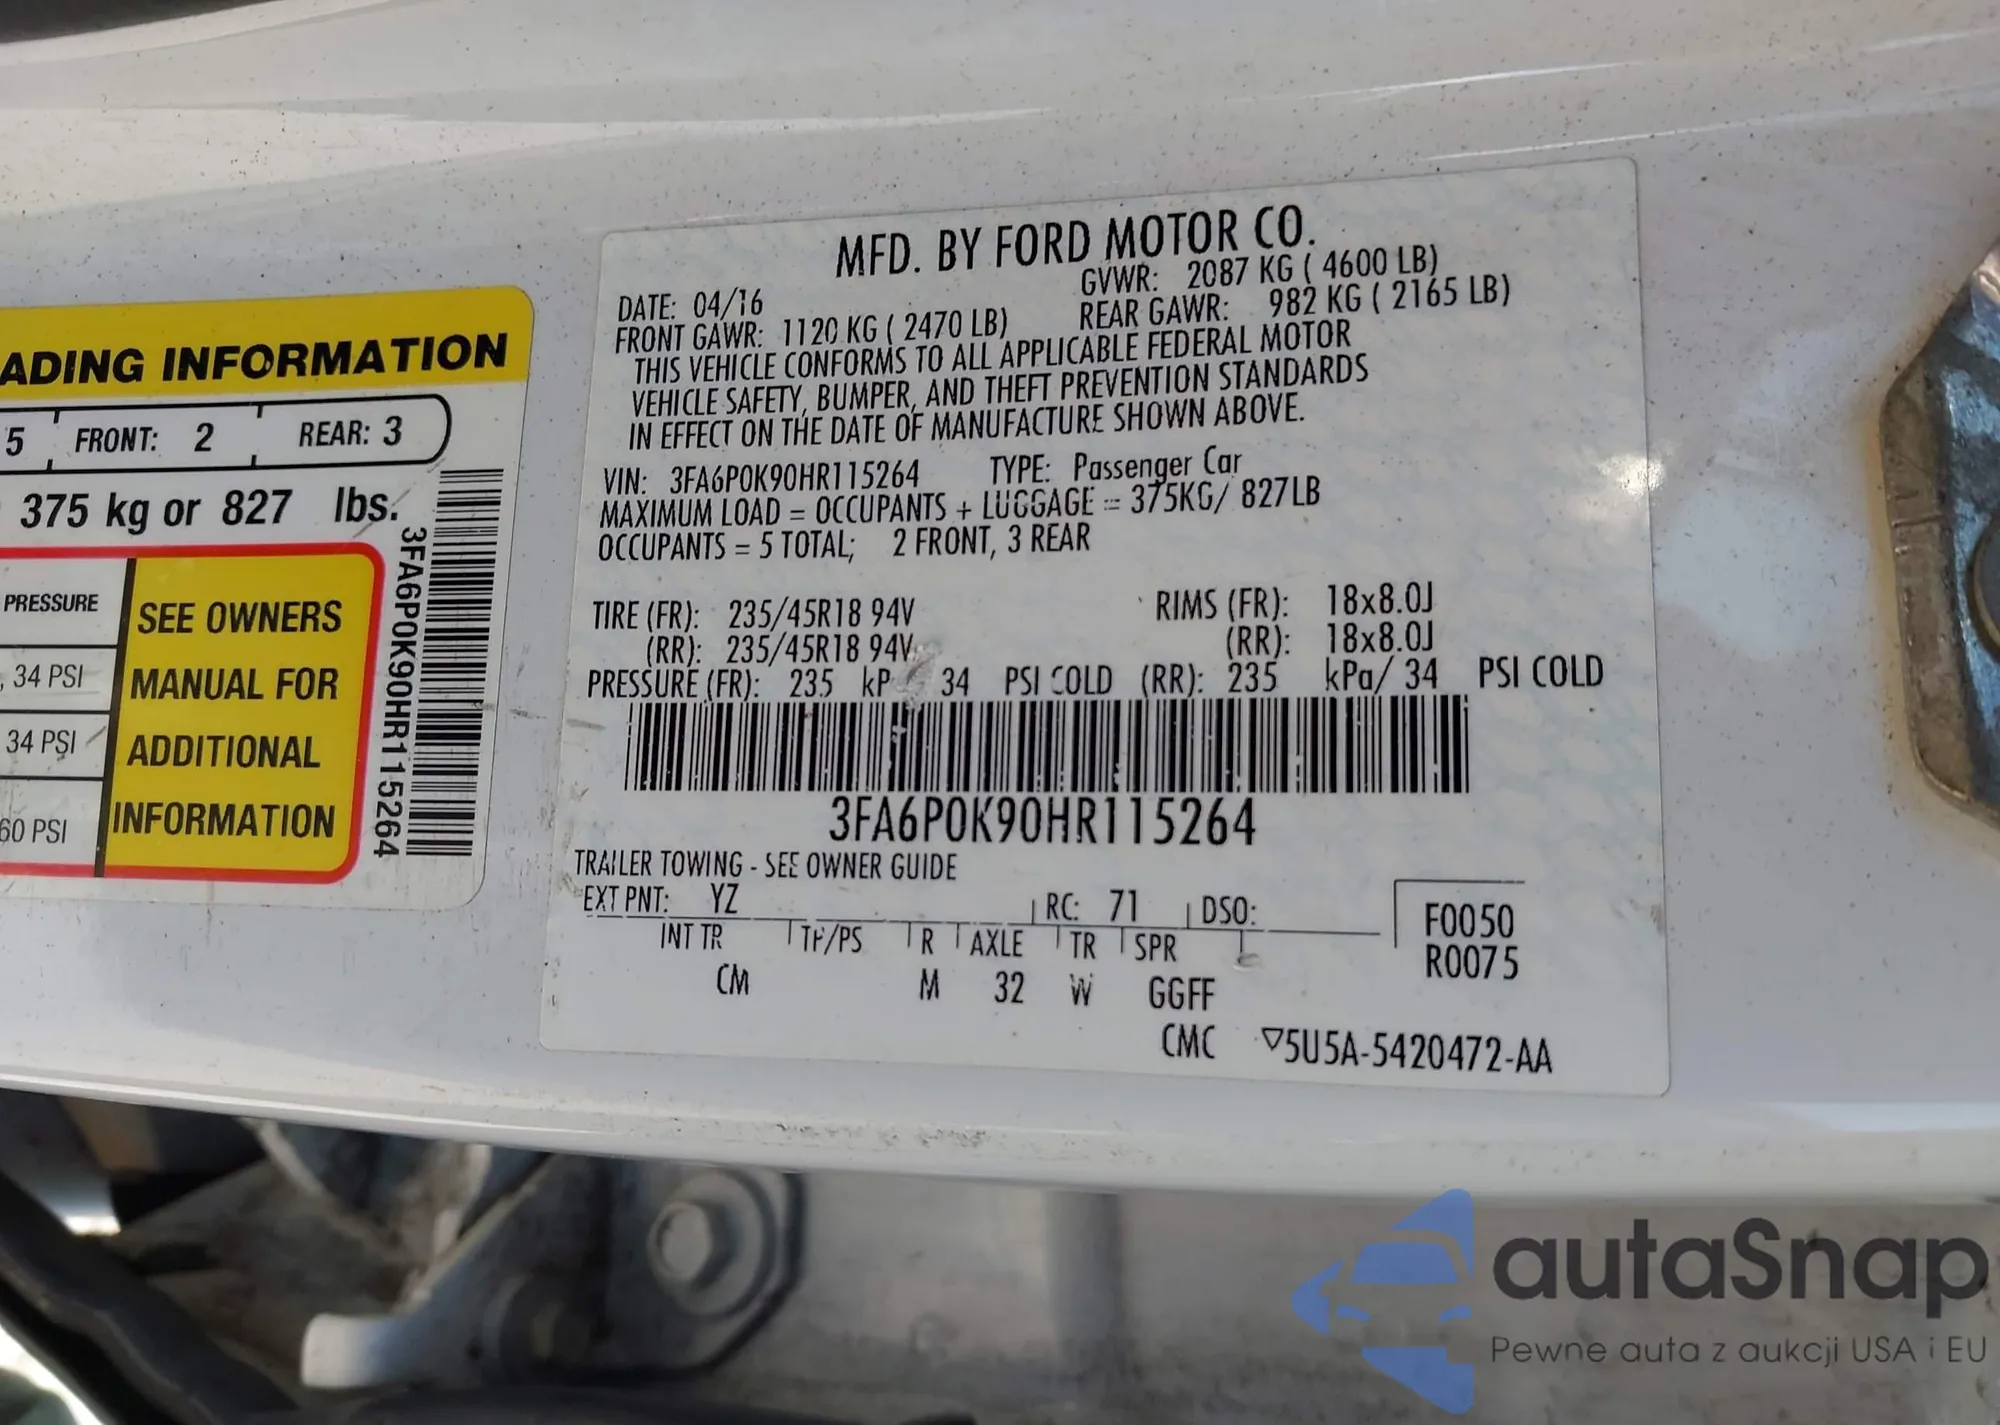 ADING INFORMATION
5 FRONT: 2 REAR: 3
375 kg or 827 lbs.
PRESSURE
, 34 PSI
34 PSI
60 PSI
SEE OWNERS
MANUAL FOR
ADDITIONAL
INFORMATION
3FA6P0K90HR115264
MFD. BY FORD MOTOR CO.
DATE: 04/16 GVWR: 2087 KG ( 4600 LB)
FRONT GAWR: 1120 KG ( 2470 LB) REAR GAWR: 982 KG ( 2165 LB)
THIS VEHICLE CONFORMS TO ALL APPLICABLE FEDERAL MOTOR
VEHICLE SAFETY, BUMPER, AND THEFT PREVENTION STANDARDS
IN EFFECT ON THE DATE OF MANUFACTURE SHOWN ABOVE.
VIN: 3FA6P0K90HR115264 TYPE: Passenger Car
MAXIMUM LOAD = OCCUPANTS + LUGGAGE = 375KG/ 827LB
OCCUPANTS = 5 TOTAL; 2 FRONT, 3 REAR
TIRE (FR): 235/45R18 94V RIMS (FR): 18x8.0J
(RR): 235/45R18 94V (RR): 18x8.0J
PRESSURE (FR): 235 kP 34 PSI COLD (RR): 235 kPa/ 34 PSI COLD
3FA6P0K90HR115264
TRAILER TOWING - SEE OWNER GUIDE
EXT PNT: YZ RC: 71 DSO: F0050
INT TR TP/PS R AXLE TR SPR R0075
CM M 32 W GGFF
CMC ▽5U5A-5420472-AA
autaSnap
Pewne auta z aukcji USA i EU